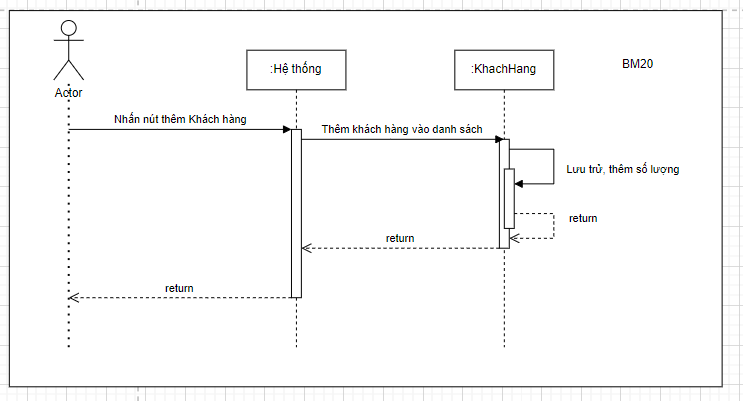 :Hệ thống
:KhachHang
BM20
Actor
Nhấn nút thêm Khách hàng
Thêm khách hàng vào danh sách
Lưu trử, thêm số lượng
return
return
return